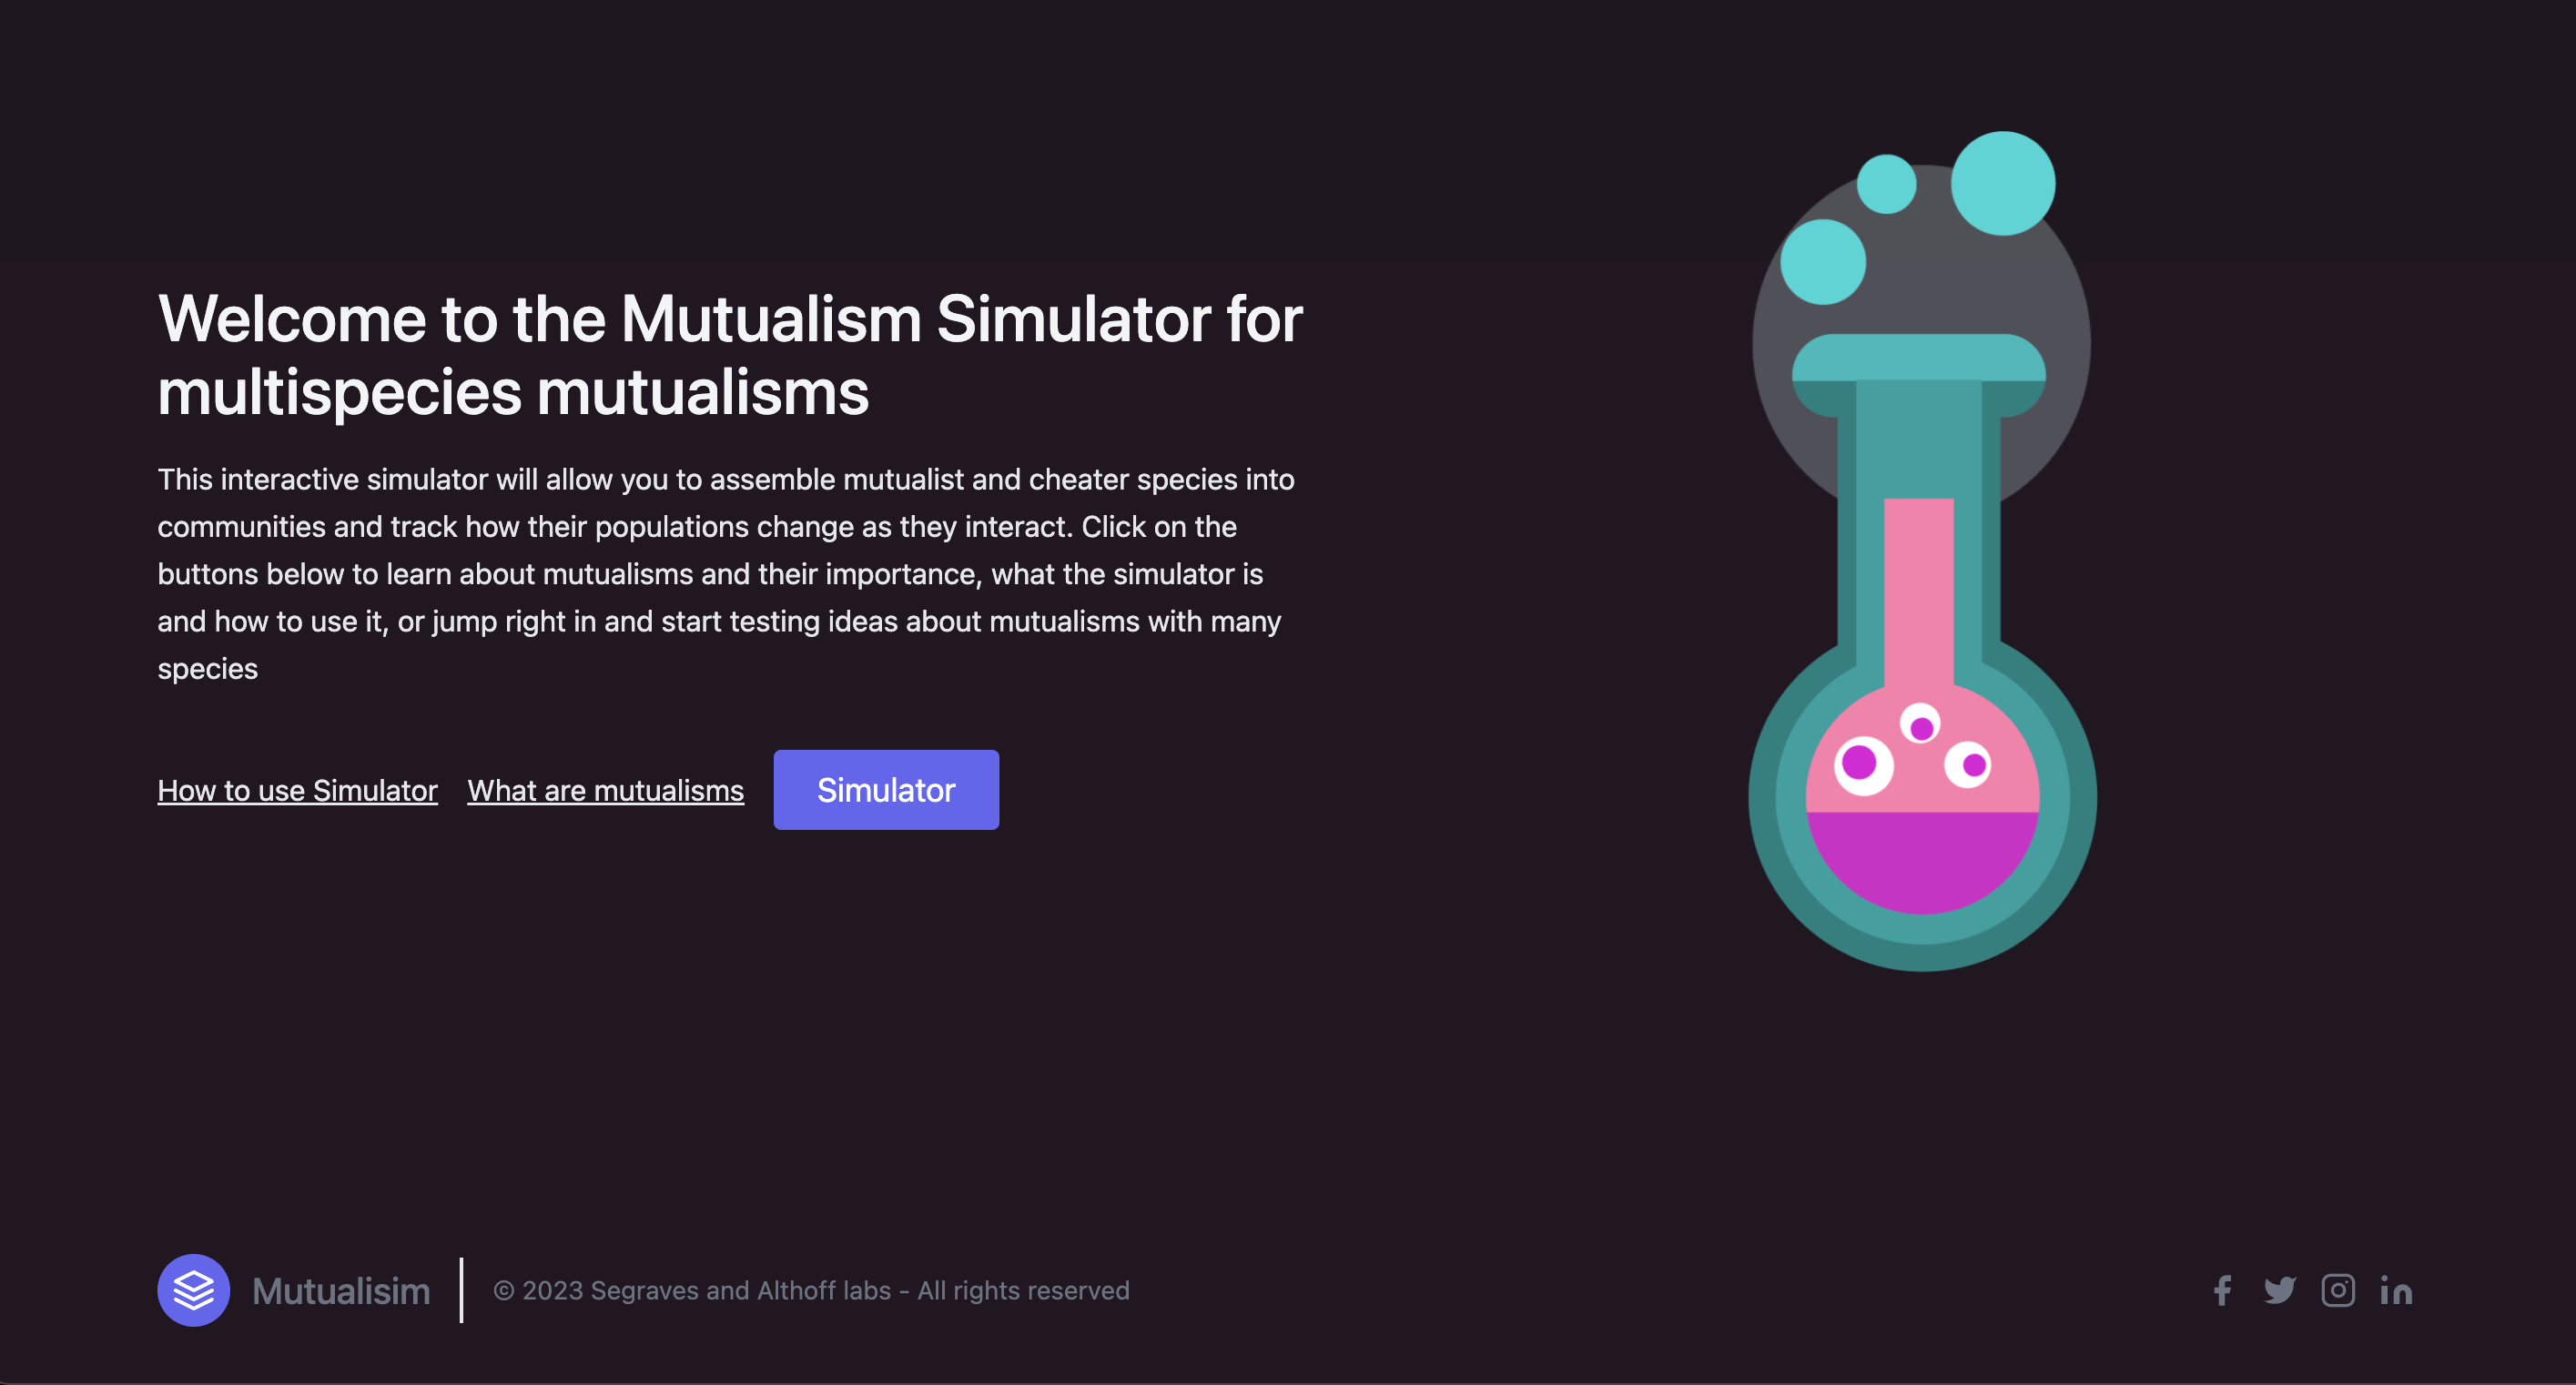 Welcome to the Mutualism Simulator for
multispecies mutualisms
This interactive simulator will allow you to assemble mutualist and cheater species into
communities and track how their populations change as they interact. Click on the
buttons below to learn about mutualisms and their importance, what the simulator is
and how to use it, or jump right in and start testing ideas about mutualisms with many
species
How to use Simulator What are mutualisms Simulator
Mutualisim © 2023 Segraves and Althoff labs - All rights reserved